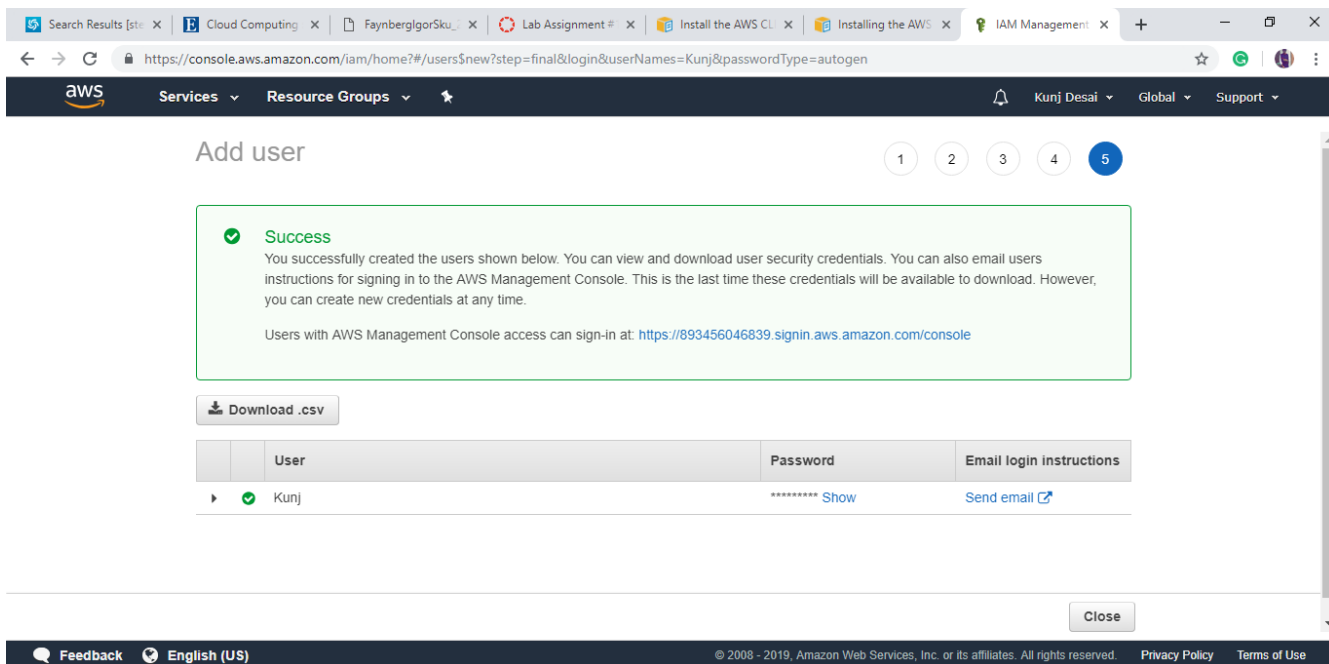 Search Results [ste
Cloud Computing
FaynbergIgorSku_
Lab Assignment #
Install the AWS CL
Installing the AWS
IAM Management
https://console.aws.amazon.com/iam/home?#/users$new?step=final&login&userNames=Kunj&passwordType=autogen
aws Services Resource Groups Kunj Desai Global Support
Add user 1 2 3 4 5
Success
You successfully created the users shown below. You can view and download user security credentials. You can also email users
instructions for signing in to the AWS Management Console. This is the last time these credentials will be available to download. However,
you can create new credentials at any time.
Users with AWS Management Console access can sign-in at: https://893456046839.signin.aws.amazon.com/console
Download .csv
User Password Email login instructions
Kunj ********* Show Send email
Close
Feedback English (US) © 2008 - 2019, Amazon Web Services, Inc. or its affiliates. All rights reserved. Privacy Policy Terms of Use